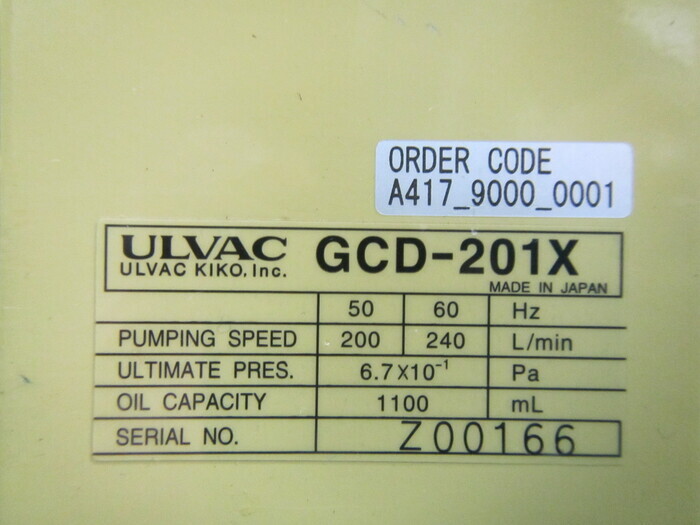 ORDER CODE
A417_9000_0001
ULVAC GCD-201X
ULVAC KIKO, Inc.
MADE IN JAPAN
50 60 Hz
PUMPING SPEED 200 240 L/min
ULTIMATE PRES. 6.7X10⁻¹ Pa
OIL CAPACITY 1100 mL
SERIAL NO. Z00166